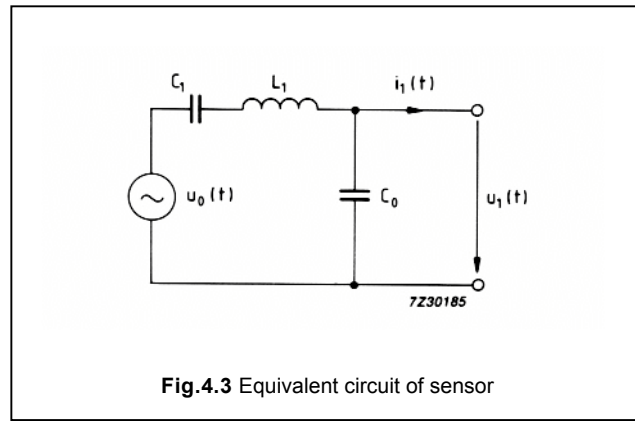 C₁ L₁ i₁(t)
u₀(t) C₀ u₁(t)
7Z30185
Fig.4.3 Equivalent circuit of sensor